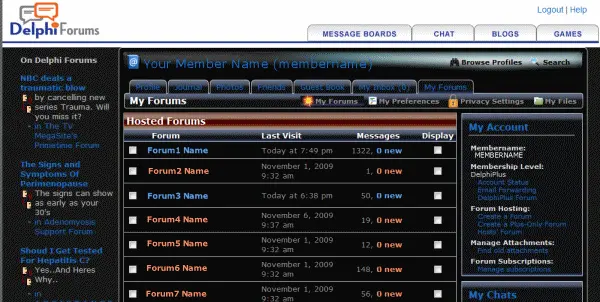 Logout | Help
Delphi Forums
MESSAGE BOARDS CHAT BLOGS GAMES
On Delphi Forums
NBC deals a
traumatic blow
by cancelling new
series Trauma. Will
you miss it?
in The TV
MegaSite's
Primetime Forum
The Signs and
Symptoms Of
Perimenopause
The signs can show
as early as your
30's
in Adenomyosis
Support Forum
Shoud I Get Tested
For Hepatitis C?
Yes..And Heres
Why..
in
@ Your Member Name (membername)
Browse Profiles Search
Profile Journal Photos Friends Guest Book My Inbox (0) My Forums
My Forums
My Forums My Preferences Privacy Settings My Files
Hosted Forums
Forum Last Visit Messages Display
Forum1 Name Today at 7:49 pm 1322, 0 new
Forum2 Name November 1, 2009
9:32 am 1, 0 new
Forum3 Name Today at 6:38 pm 50, 0 new
Forum4 Name November 6, 2009
9:37 am 19, 0 new
Forum5 Name November 1, 2009
9:32 am 12, 0 new
Forum6 Name November 1, 2009
9:32 am 148, 0 new
Forum7 Name November 1, 2009 56, 0 new
My Account
Membername:
MEMBERNAME
Membership Level:
DelphiPlus
Account Status
Email Forwarding
DelphiPlus Forum
Forum Hosting:
Create a Forum
Create a Plus-Only Forum
Hosts' Forum
Manage Attachments:
Find old attachments
Forum Subscriptions:
Manage subscriptions
My Chats